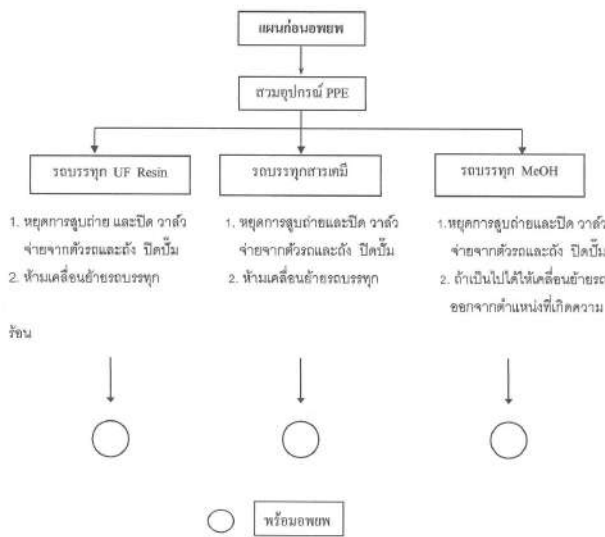 แผนก่อนอพยพ
สวมอุปกรณ์ PPE
รถบรรทุก UF Resin
รถบรรทุกสารเคมี
รถบรรทุก MeOH
1. หยุดการสูบถ่าย และปิด วาล์ว
จ่ายจากตัวรถและถัง ปิดปั๊ม
2. ห้ามเคลื่อนย้ายรถบรรทุก
1. หยุดการสูบถ่ายและปิด วาล์ว
จ่ายจากตัวรถและถัง ปิดปั๊ม
2. ห้ามเคลื่อนย้ายรถบรรทุก
1.หยุดการสูบถ่ายและปิด วาล์ว
จ่ายจากตัวรถและถัง ปิดปั๊ม
2. ถ้าเป็นไปได้ให้เคลื่อนย้ายรถ
ออกจากตำแหน่งที่เกิดความ
ร้อน
พร้อมอพยพ